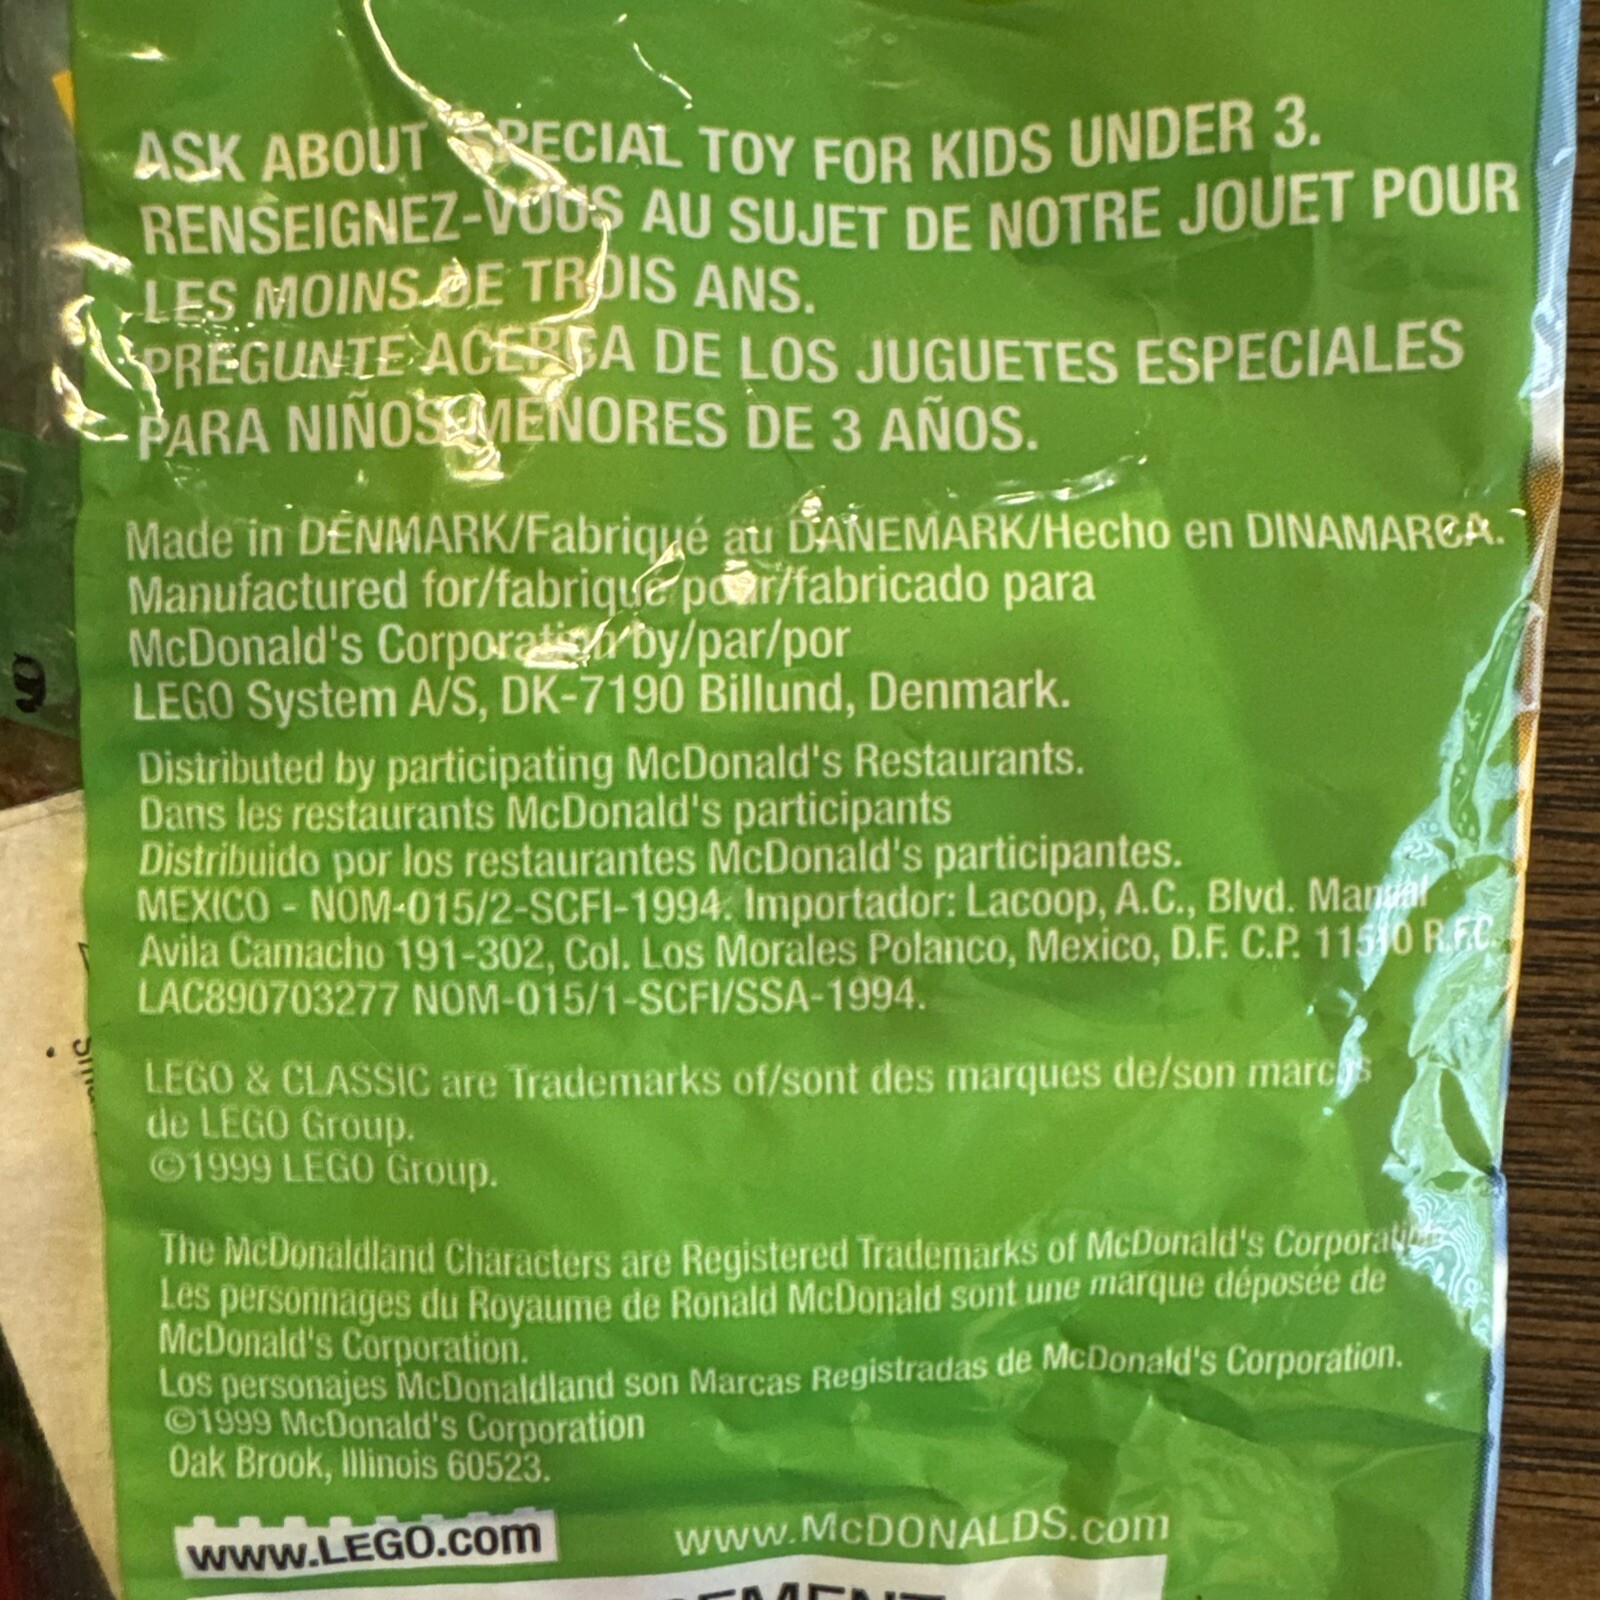 ASK ABOUT SPECIAL TOY FOR KIDS UNDER 3.
RENSEIGNEZ-VOUS AU SUJET DE NOTRE JOUET POUR
LES MOINS DE TROIS ANS.
PREGUNTE ACERCA DE LOS JUGUETES ESPECIALES
PARA NIÑOS MENORES DE 3 AÑOS.
Made in DENMARK/Fabriqué au DANEMARK/Hecho en DINAMARCA.
Manufactured for/fabriqué pour/fabricado para
McDonald's Corporation by/par/por
LEGO System A/S, DK-7190 Billund, Denmark.
Distributed by participating McDonald's Restaurants.
Dans les restaurants McDonald's participants
Distribuido por los restaurantes McDonald's participantes.
MEXICO - NOM-015/2-SCFI-1994. Importador: Lacoop, A.C., Blvd. Manual
Avila Camacho 191-302, Col. Los Morales Polanco, Mexico, D.F. C.P. 11510 R.F.C.
LAC890703277 NOM-015/1-SCFI/SSA-1994.
LEGO & CLASSIC are Trademarks of/sont des marques de/son marcas
de LEGO Group.
©1999 LEGO Group.
The McDonaldland Characters are Registered Trademarks of McDonald's Corporation
Les personnages du Royaume de Ronald McDonald sont une marque déposée de
McDonald's Corporation.
Los personajes McDonaldland son Marcas Registradas de McDonald's Corporation.
©1999 McDonald's Corporation
Oak Brook, Illinois 60523.
www.LEGO.com www.McDONALDS.com